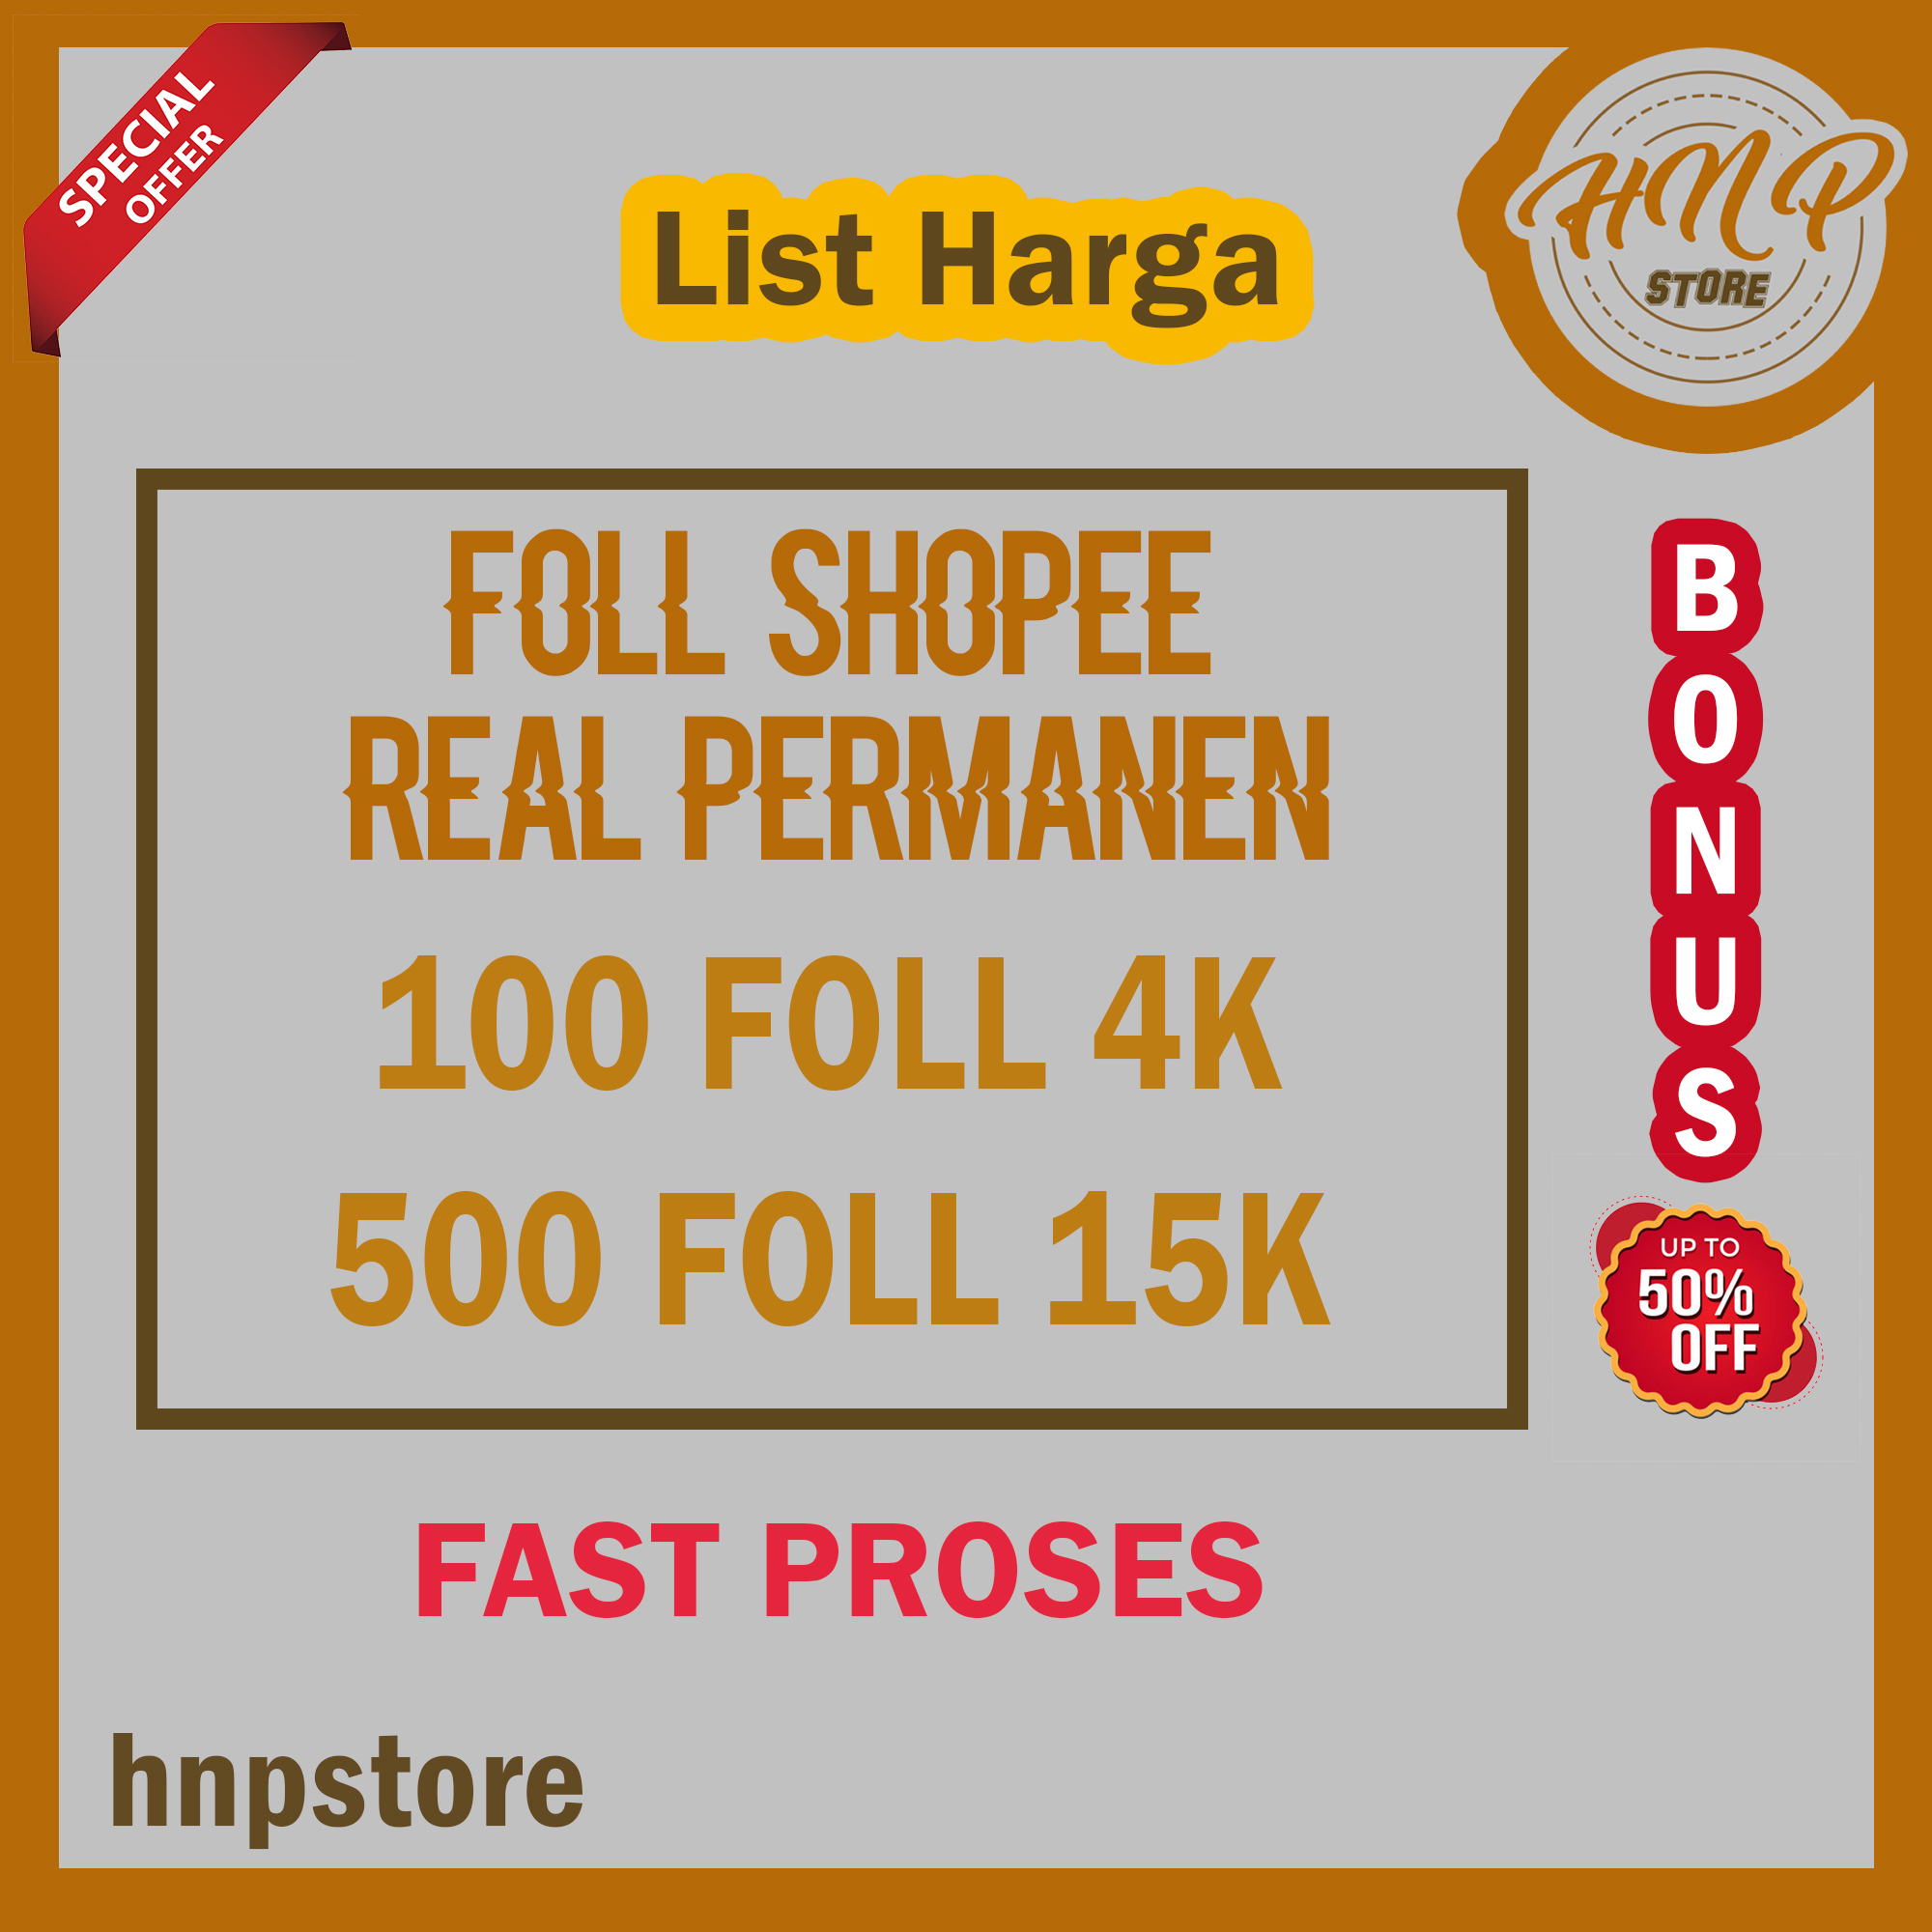 SPECIAL
OFFER
HNP
STORE
List Harga
FOLL SHOPEE
REAL PERMANEN
100 FOLL 4K
500 FOLL 15K
BONUS
UP TO
50%
OFF
FAST PROSES
hnpstore